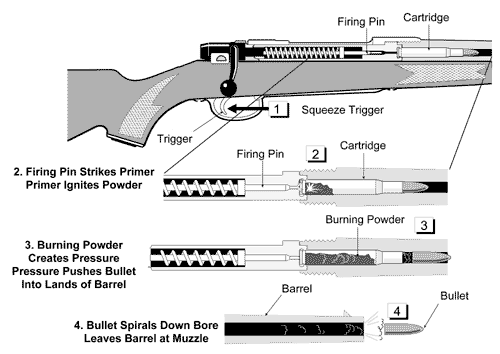 Firing Pin
Cartridge
1
Squeeze Trigger
Trigger
2. Firing Pin Strikes Primer
Primer Ignites Powder
Firing Pin
2
Cartridge
3. Burning Powder
Creates Pressure
Pressure Pushes Bullet
Into Lands of Barrel
Burning Powder
3
Barrel
4
Bullet
4. Bullet Spirals Down Bore
Leaves Barrel at Muzzle